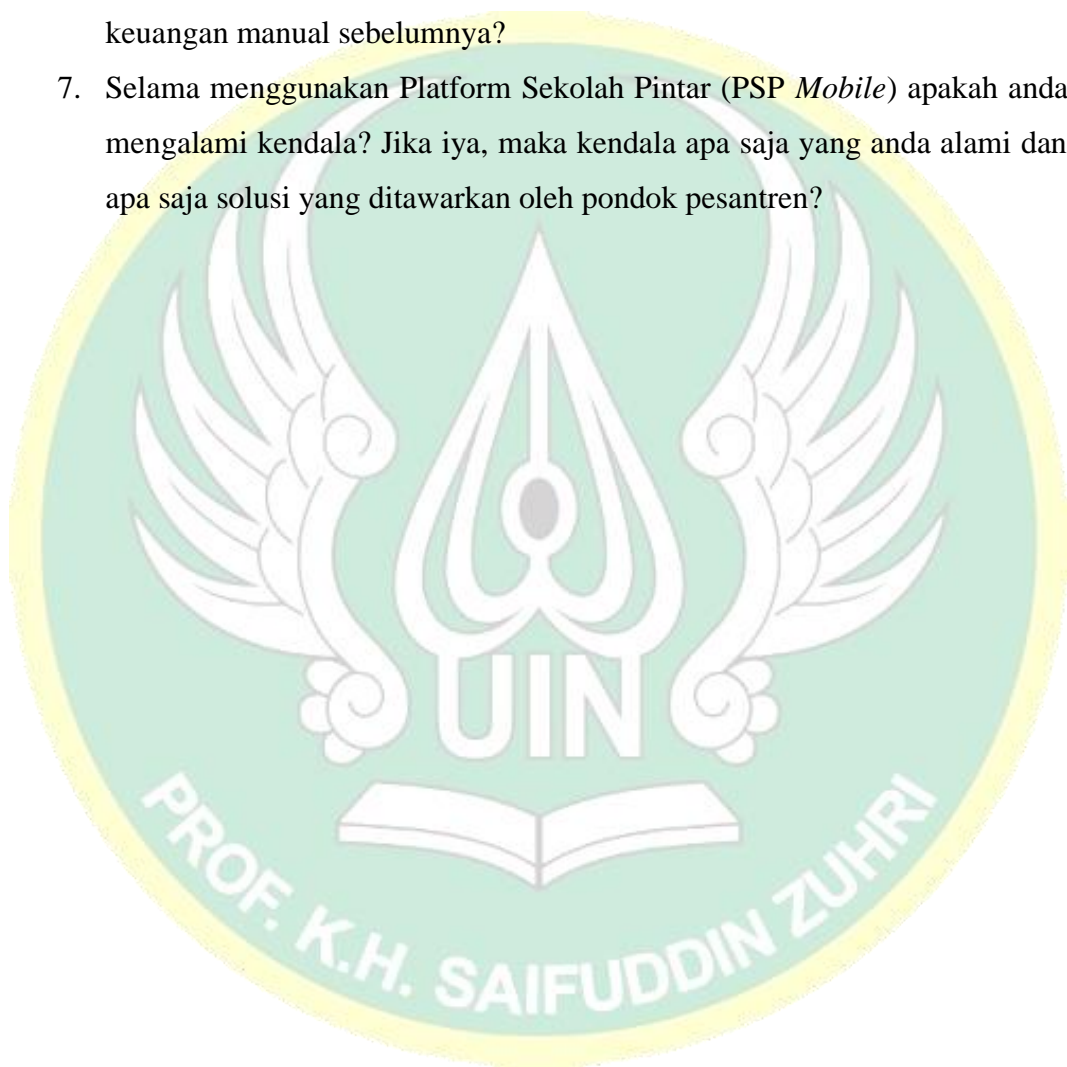 keuangan manual sebelumnya?
7. Selama menggunakan Platform Sekolah Pintar (PSP Mobile) apakah anda
mengalami kendala? Jika iya, maka kendala apa saja yang anda alami dan
apa saja solusi yang ditawarkan oleh pondok pesantren?
UIN
PROF. K.H. SAIFUDDIN ZUHRI